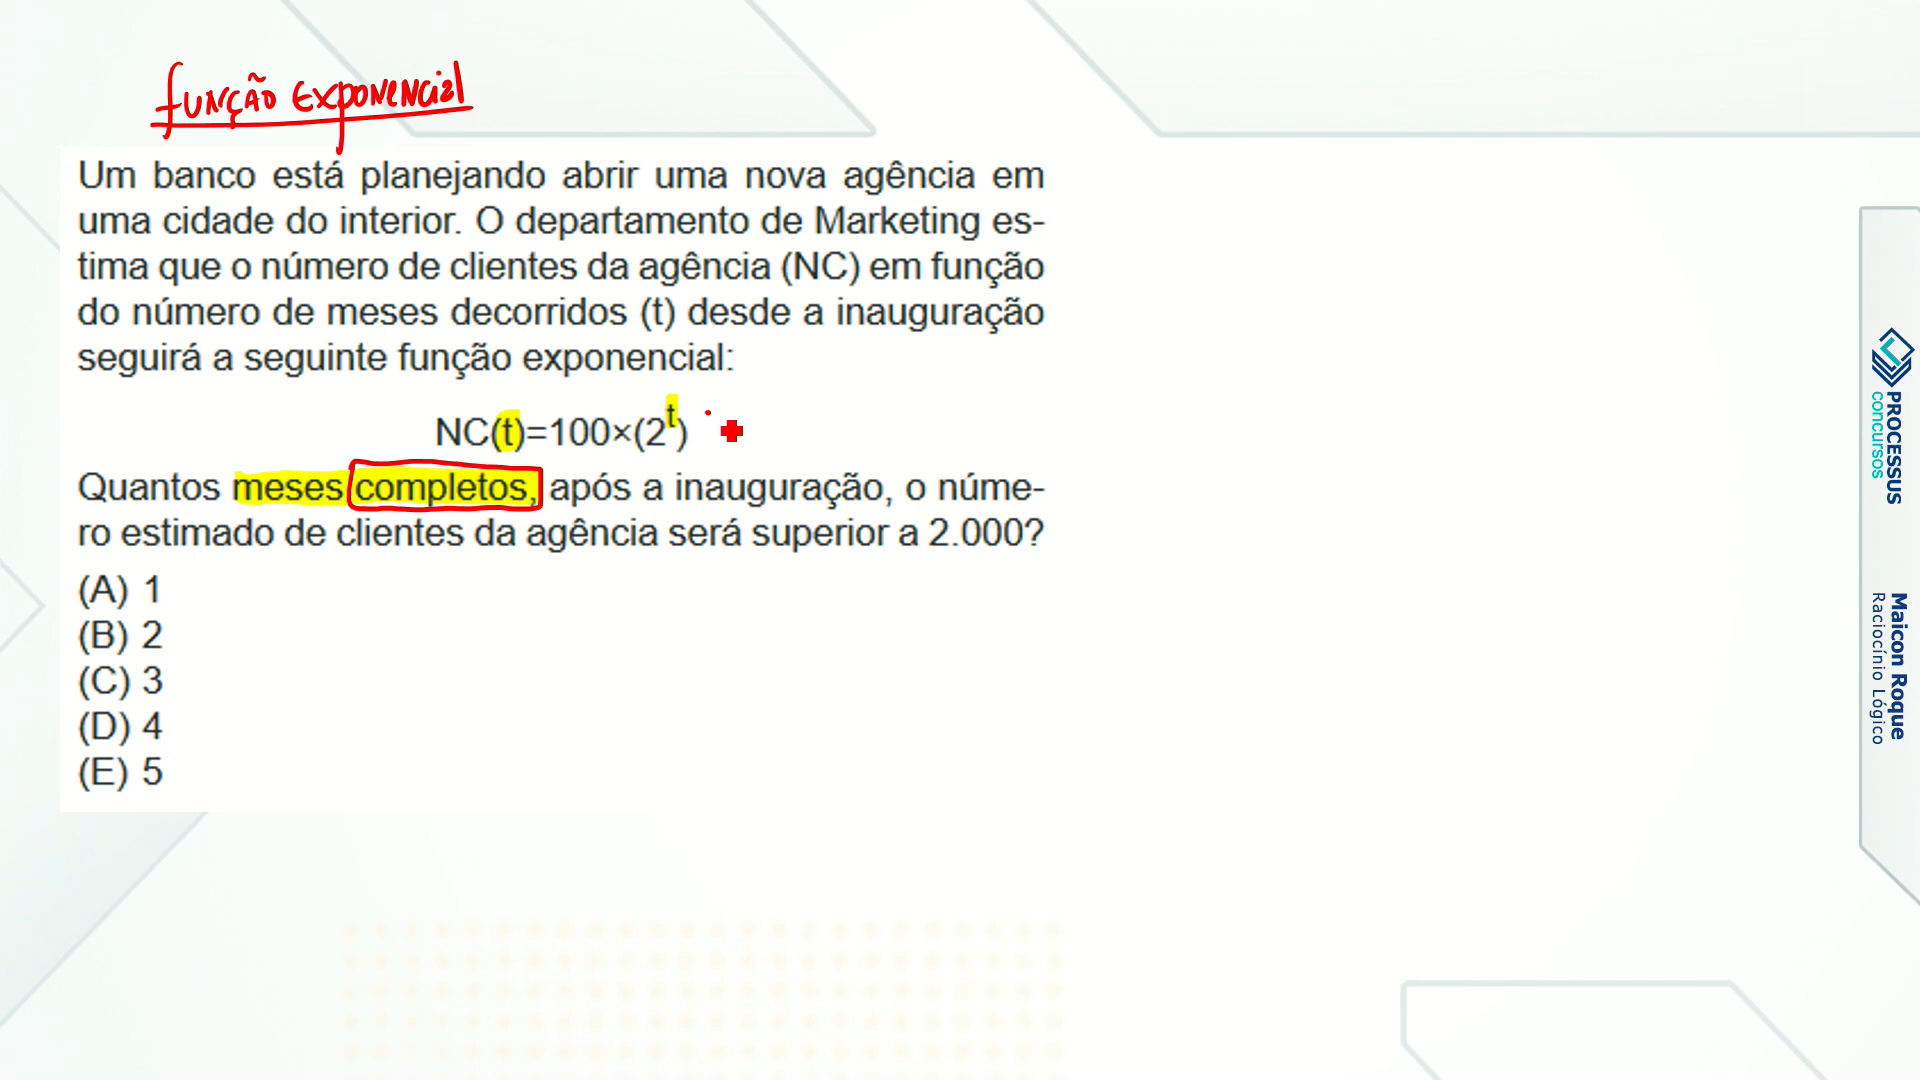 função exponencial
Um banco está planejando abrir uma nova agência em
uma cidade do interior. O departamento de Marketing es-
tima que o número de clientes da agência (NC) em função
do número de meses decorridos (t) desde a inauguração
seguirá a seguinte função exponencial:
NC(t)=100×(2^t)
Quantos meses completos, após a inauguração, o núme-
ro estimado de clientes da agência será superior a 2.000?
(A) 1
(B) 2
(C) 3
(D) 4
(E) 5
PROCESSUS
concursos
Maicon Roque
Raciocínio Lógico